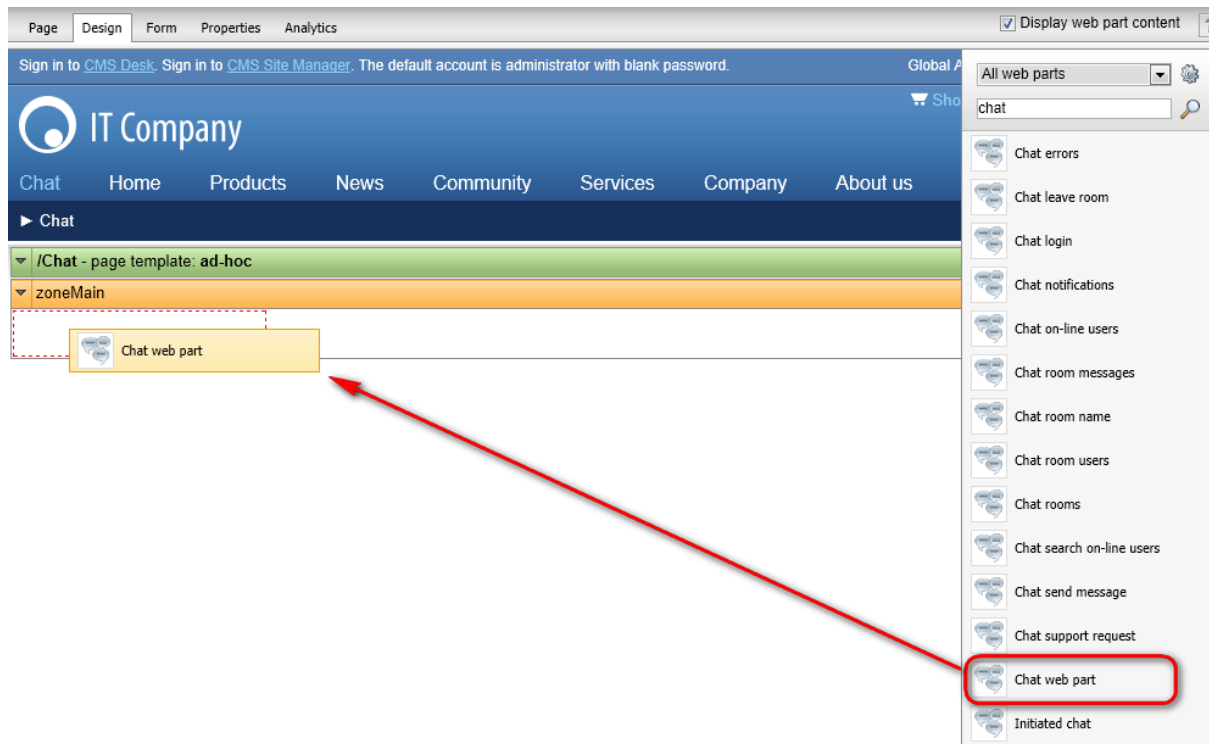 Page Design Form Properties Analytics
Display web part content
Sign in to CMS Desk. Sign in to CMS Site Manager. The default account is administrator with blank password.
Global A
Sho
IT Company
Chat Home Products News Community Services Company About us
► Chat
/Chat - page template: ad-hoc
zoneMain
Chat web part
All web parts
chat
Chat errors
Chat leave room
Chat login
Chat notifications
Chat on-line users
Chat room messages
Chat room name
Chat room users
Chat rooms
Chat search on-line users
Chat send message
Chat support request
Chat web part
Initiated chat